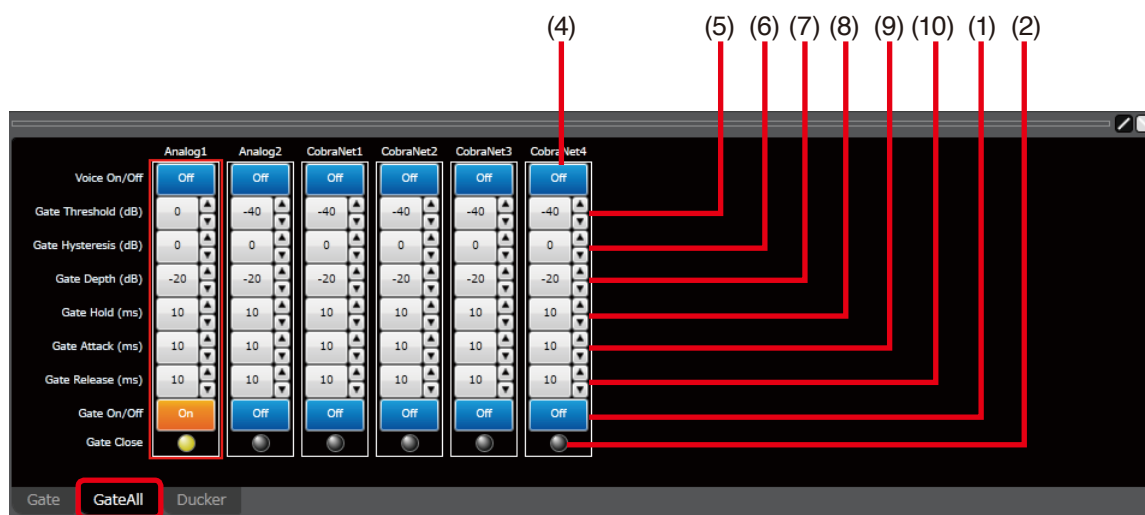 (4) (5) (6) (7) (8) (9) (10) (1) (2)
Analog1 Analog2 CobraNet1 CobraNet2 CobraNet3 CobraNet4
Voice On/Off Off Off Off Off Off Off
Gate Threshold (dB) 0 -40 -40 -40 -40 -40
Gate Hysteresis (dB) 0 0 0 0 0 0
Gate Depth (dB) -20 -20 -20 -20 -20 -20
Gate Hold (ms) 10 10 10 10 10 10
Gate Attack (ms) 10 10 10 10 10 10
Gate Release (ms) 10 10 10 10 10 10
Gate On/Off On Off Off Off Off Off
Gate Close
Gate GateAll Ducker